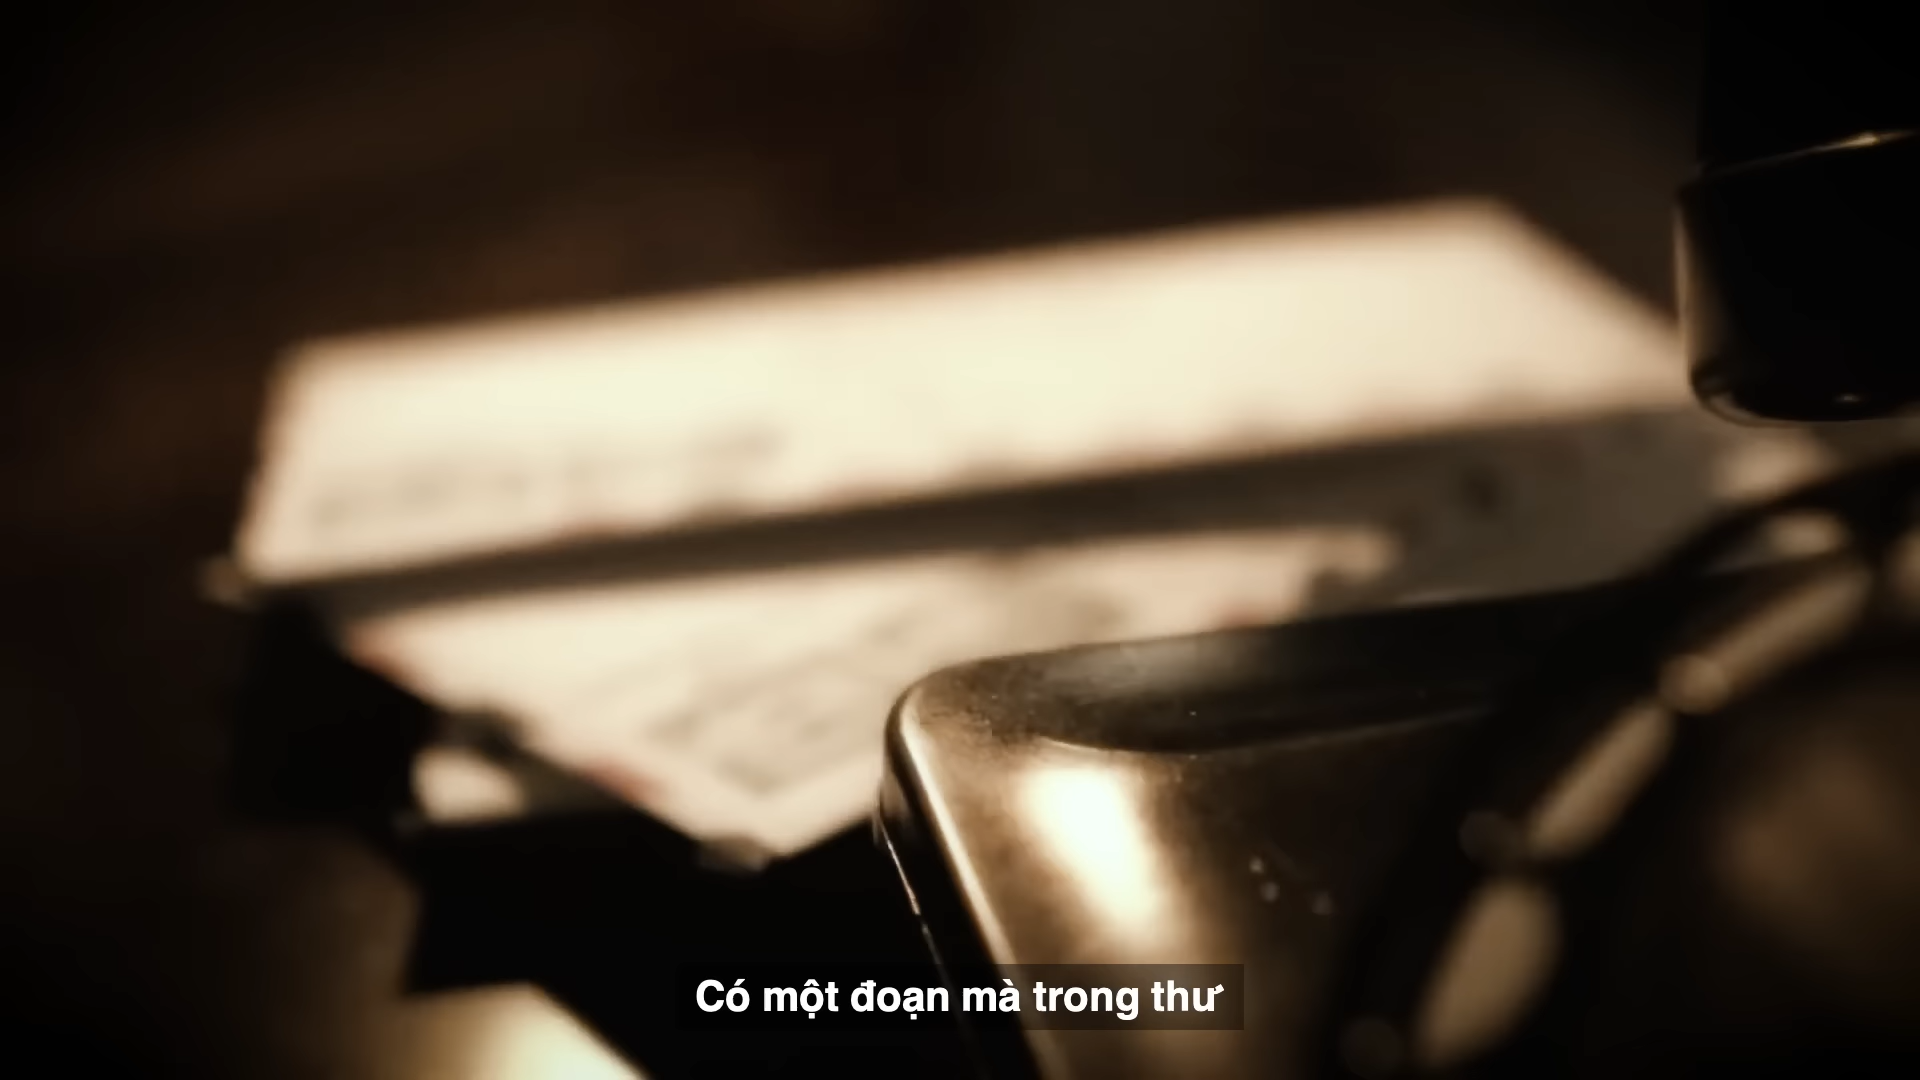 Có một đoạn mà trong thư